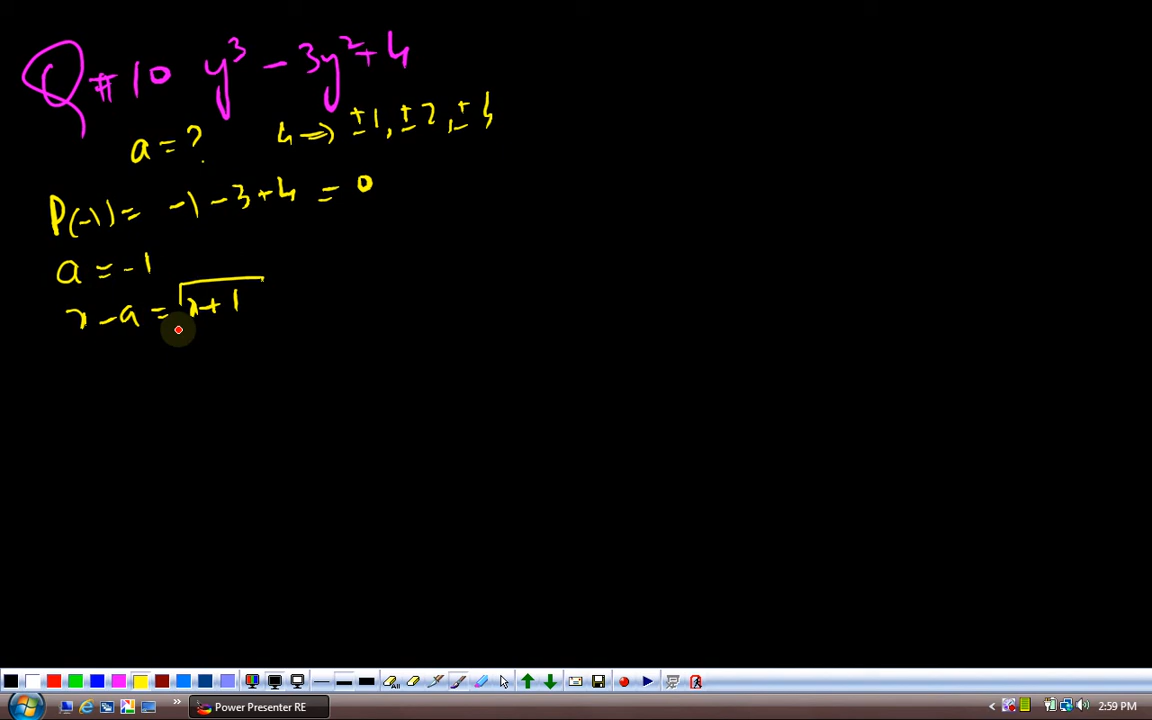 Q #10 y³ - 3y² + 4
a = ? 4 ⇒ ±1, ±2, ±4
P(-1) = -1 - 3 + 4 = 0
a = -1
x - a = x + 1
All
»
Power Presenter RE
<
2:59 PM